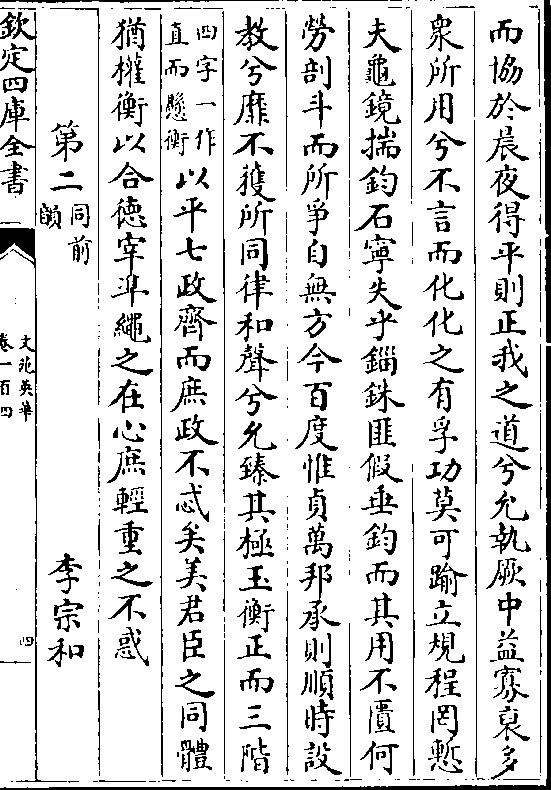 而協於晨夜得平則正我之道兮允執厥中益寡裒多
衆所用兮不言而化化之有孚功莫可踰立規程罔慙
夫龜鏡揣鈞石寧失乎錙銖匪假垂鈞而其用不匱何
勞剖斗而所爭自無方今百度惟貞萬邦承則順時設
教兮靡不獲所同律和聲兮允臻其極玉衡正而三階
四字一作
直而懸衡
以平七政齊而庶政不忒矣美君臣之同體
猶權衡以合德宰準繩之在心庶輕重之不惑
第二
同前
韻
李宗和
欽定四庫全書
文苑英華
卷一百四
四